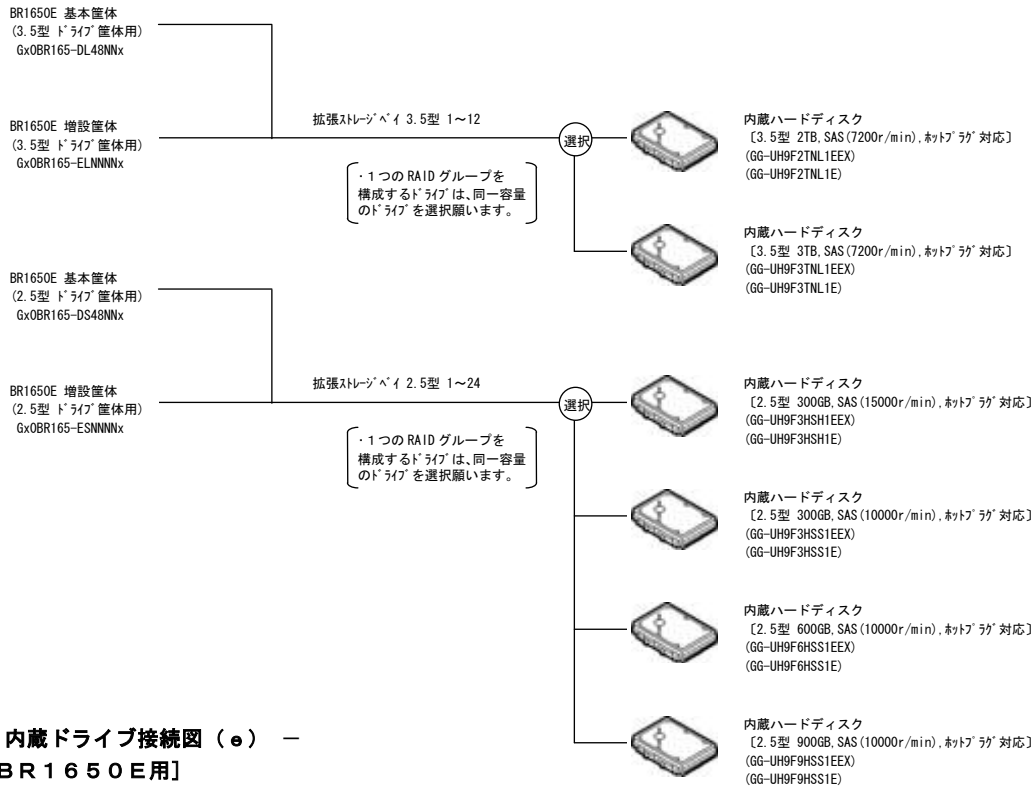 BR1650E 基本筐体
(3.5型 ﾄﾞﾗｲﾌﾞ筐体用)
Gx0BR165-DL48NNx
BR1650E 増設筐体
(3.5型 ﾄﾞﾗｲﾌﾞ筐体用)
Gx0BR165-ELNNNNx
拡張ｽﾄﾚｰｼﾞﾍﾞｲ 3.5型 1～12
選択
・１つの RAID グループを
構成するﾄﾞﾗｲﾌﾞは、同一容量
のﾄﾞﾗｲﾌﾞを選択願います。
内蔵ハードディスク
〔3.5型 2TB,SAS(7200r/min),ﾎｯﾄﾌﾟﾗｸﾞ対応〕
(GG-UH9F2TNL1EEX)
(GG-UH9F2TNL1E)
内蔵ハードディスク
〔3.5型 3TB,SAS(7200r/min),ﾎｯﾄﾌﾟﾗｸﾞ対応〕
(GG-UH9F3TNL1EEX)
(GG-UH9F3TNL1E)
BR1650E 基本筐体
(2.5型 ﾄﾞﾗｲﾌﾞ筐体用)
Gx0BR165-DS48NNx
BR1650E 増設筐体
(2.5型 ﾄﾞﾗｲﾌﾞ筐体用)
Gx0BR165-ESNNNNx
拡張ｽﾄﾚｰｼﾞﾍﾞｲ 2.5型 1～24
選択
・１つの RAID グループを
構成するﾄﾞﾗｲﾌﾞは、同一容量
のﾄﾞﾗｲﾌﾞを選択願います。
内蔵ハードディスク
〔2.5型 300GB,SAS(15000r/min),ﾎｯﾄﾌﾟﾗｸﾞ対応〕
(GG-UH9F3HSH1EEX)
(GG-UH9F3HSH1E)
内蔵ハードディスク
〔2.5型 300GB,SAS(10000r/min),ﾎｯﾄﾌﾟﾗｸﾞ対応〕
(GG-UH9F3HSS1EEX)
(GG-UH9F3HSS1E)
内蔵ハードディスク
〔2.5型 600GB,SAS(10000r/min),ﾎｯﾄﾌﾟﾗｸﾞ対応〕
(GG-UH9F6HSS1EEX)
(GG-UH9F6HSS1E)
内蔵ハードディスク
〔2.5型 900GB,SAS(10000r/min),ﾎｯﾄﾌﾟﾗｸﾞ対応〕
(GG-UH9F9HSS1EEX)
(GG-UH9F9HSS1E)
内蔵ドライブ接続図（ｅ） －
ＢＲ１６５０Ｅ用]